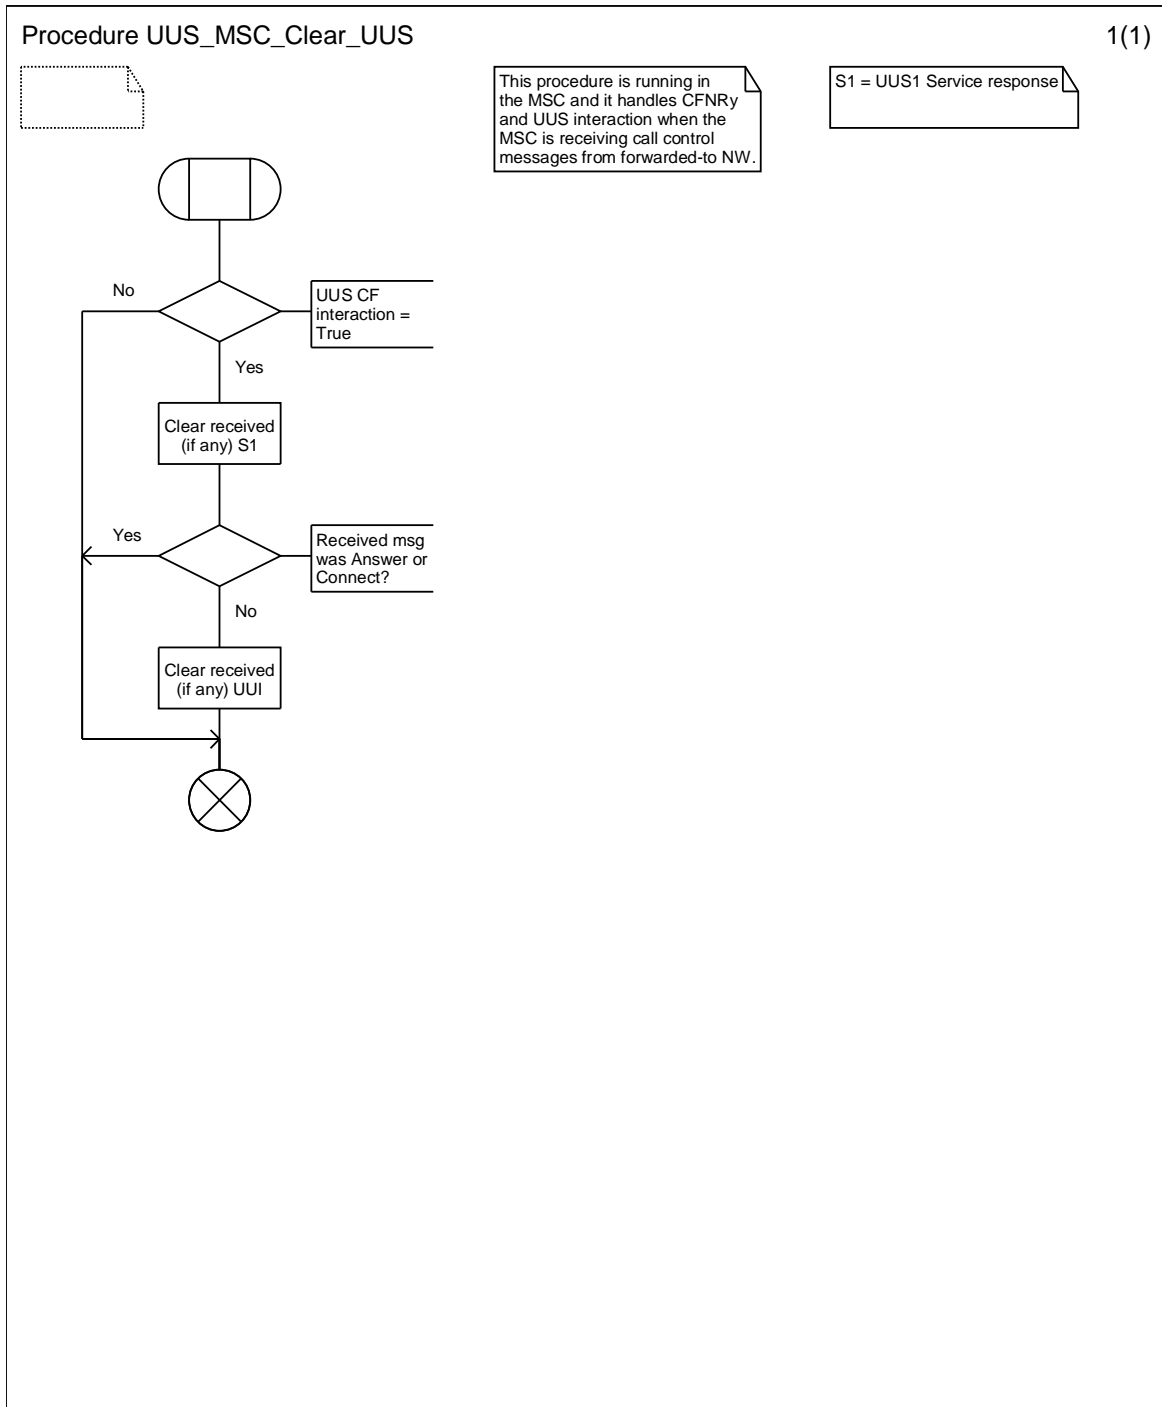 Procedure UUS_MSC_Clear_UUS
1(1)
This procedure is running in
the MSC and it handles CFNRy
and UUS interaction when the
MSC is receiving call control
messages from forwarded-to NW.
S1 = UUS1 Service response
No
UUS CF
interaction =
True
Yes
Clear received
(if any) S1
Yes
Received msg
was Answer or
Connect?
No
Clear received
(if any) UUI